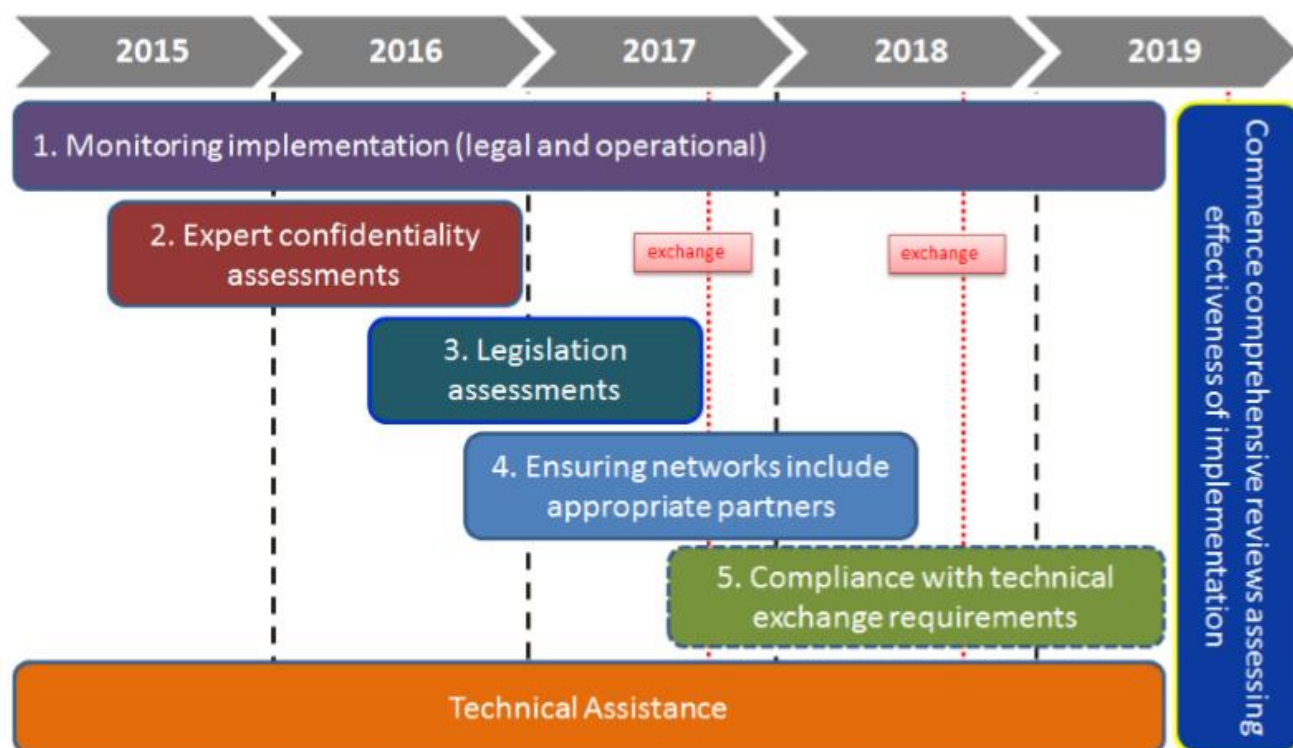 2015
2016
2017
2018
2019
1. Monitoring implementation (legal and operational)
2. Expert confidentiality
assessments
exchange
exchange
3. Legislation
assessments
4. Ensuring networks include
appropriate partners
5. Compliance with technical
exchange requirements
Technical Assistance
Commence comprehensive reviews assessing
effectiveness of implementation